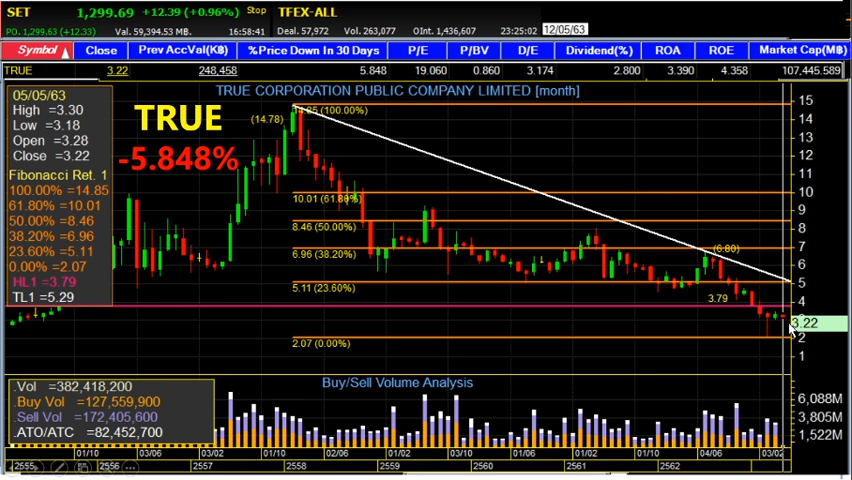 SET 1,299.69 +12.39 (+0.96%) Stop TFEX-ALL
P.O. 1,299.63 (+12.33) Val. 59,394.53 M. Buy 16:58:41 Deal. 57,972 Vol. 263,077 OInt. 1,436,607 23:25:02 12/05/63
Symbol Close Prev AccVal(K฿) %Price Down In 30 Days P/E P/BV D/E Dividend(%) ROA ROE Market Cap(M฿
TRUE 3.22 248,458 5.848 19.060 0.860 3.174 2.800 3.390 4.358 107,445.589
TRUE CORPORATION PUBLIC COMPANY LIMITED [month]
05/05/63
High =3.30
Low =3.18
Open =3.28
Close =3.22
Fibonacci Ret. 1
100.00% =14.85
61.80% =10.01
50.00% =8.46
38.20% =6.96
23.60% =5.11
0.00% =2.07
HL1 =3.79
TL1 =5.29
TRUE
-5.848%
(14.78)
14.85 (100.00%)
10.01 (61.80%)
8.46 (50.00%)
6.96 (38.20%)
(6.80)
5.11 (23.60%)
3.79
2.07 (0.00%)
15
14
13
12
11
10
9
8
7
6
5
4
3.22
2
1
Buy/Sell Volume Analysis
.Vol =382,418,200
.Buy Vol =127,559,900
.Sell Vol =172,405,600
.ATO/ATC =82,452,700
6,088M
3,805M
1,522M
01/10 03/06 01/10 02/06 01/10 03/10 01/10 04/06 03/02
2555 2556 2557 2558 2559 2560 2561 2562